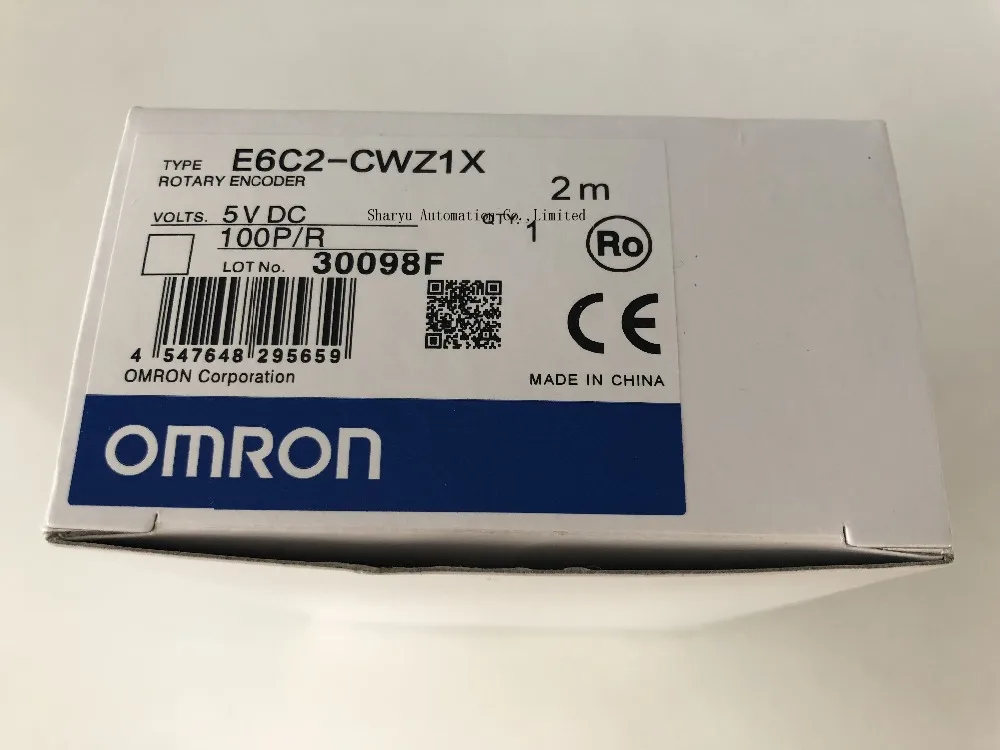 TYPE E6C2-CWZ1X
ROTARY ENCODER
2m
VOLTS. 5V DC
Sharyu Automation Co.,Limited
QTY. 1
100P/R
Ro
LOT No. 30098F
CE
4 547648 295659
OMRON Corporation
MADE IN CHINA
OMRON